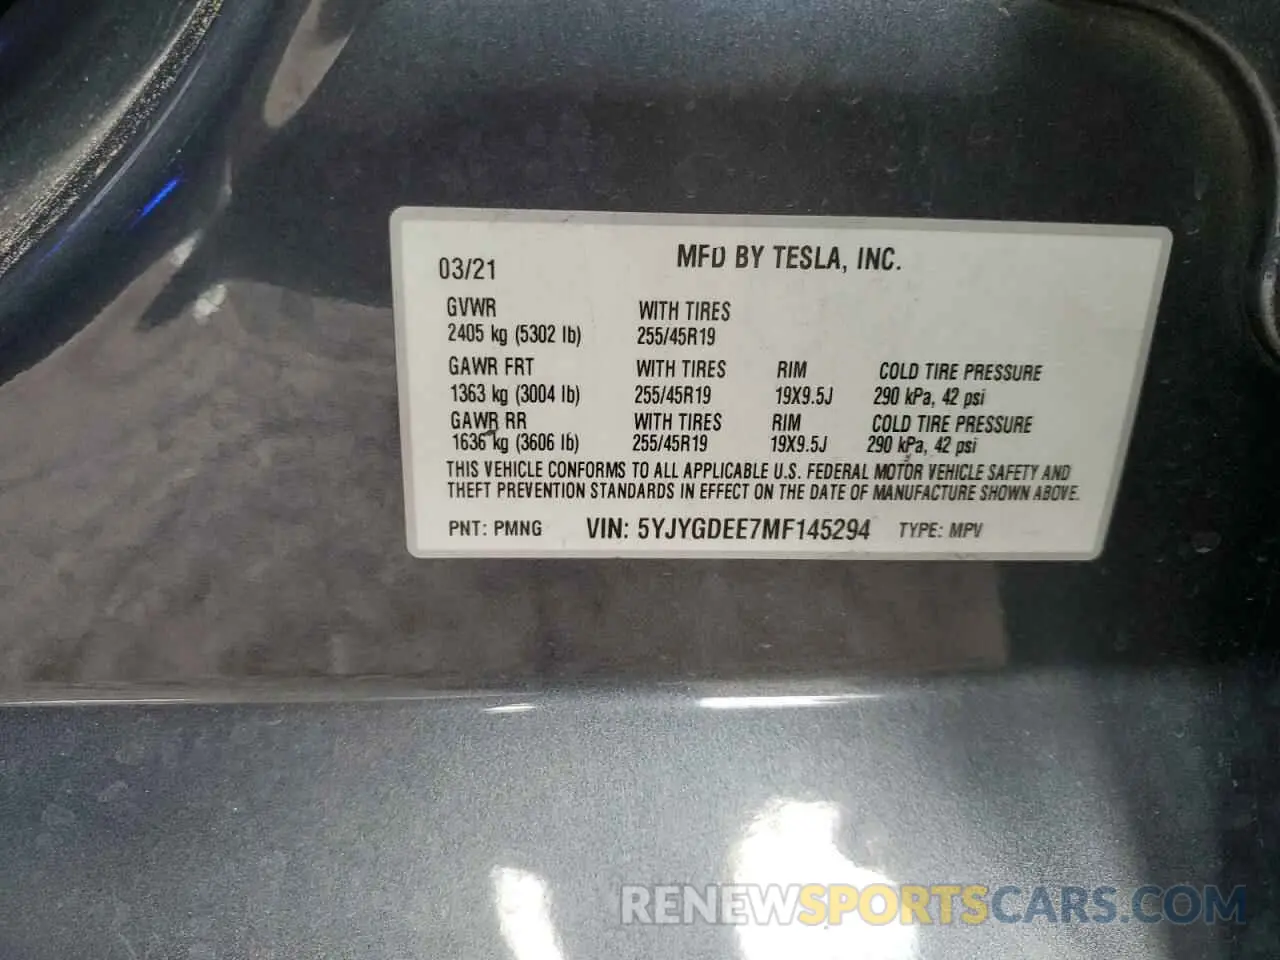 MFD BY TESLA, INC.
03/21
GVWR WITH TIRES
2405 kg (5302 lb) 255/45R19
GAWR FRT WITH TIRES RIM COLD TIRE PRESSURE
1363 kg (3004 lb) 255/45R19 19X9.5J 290 kPa, 42 psi
GAWR RR WITH TIRES RIM COLD TIRE PRESSURE
1636 kg (3606 lb) 255/45R19 19X9.5J 290 kPa, 42 psi
THIS VEHICLE CONFORMS TO ALL APPLICABLE U.S. FEDERAL MOTOR VEHICLE SAFETY AND
THEFT PREVENTION STANDARDS IN EFFECT ON THE DATE OF MANUFACTURE SHOWN ABOVE.
PNT: PMNG VIN: 5YJYGDEE7MF145294 TYPE: MPV
RENEWSPORTSCARS.COM